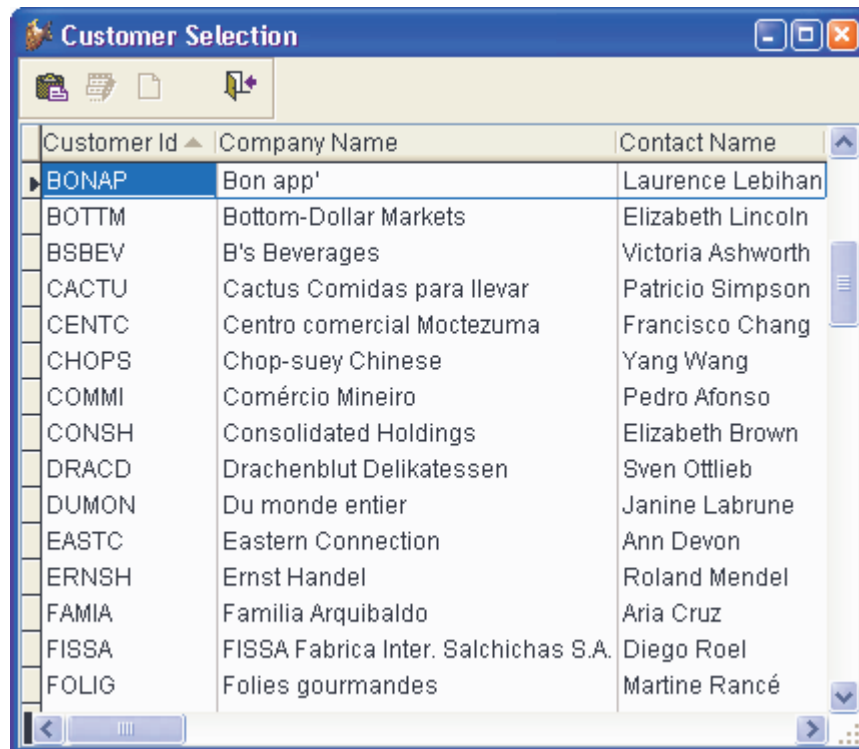 Customer Selection
Customer Id Company Name Contact Name
BONAP Bon app' Laurence Lebihan
BOTTM Bottom-Dollar Markets Elizabeth Lincoln
BSBEV B's Beverages Victoria Ashworth
CACTU Cactus Comidas para llevar Patricio Simpson
CENTC Centro comercial Moctezuma Francisco Chang
CHOPS Chop-suey Chinese Yang Wang
COMMI Comércio Mineiro Pedro Afonso
CONSH Consolidated Holdings Elizabeth Brown
DRACD Drachenblut Delikatessen Sven Ottlieb
DUMON Du monde entier Janine Labrune
EASTC Eastern Connection Ann Devon
ERNSH Ernst Handel Roland Mendel
FAMIA Familia Arquibaldo Aria Cruz
FISSA FISSA Fabrica Inter. Salchichas S.A. Diego Roel
FOLIG Folies gourmandes Martine Rancé